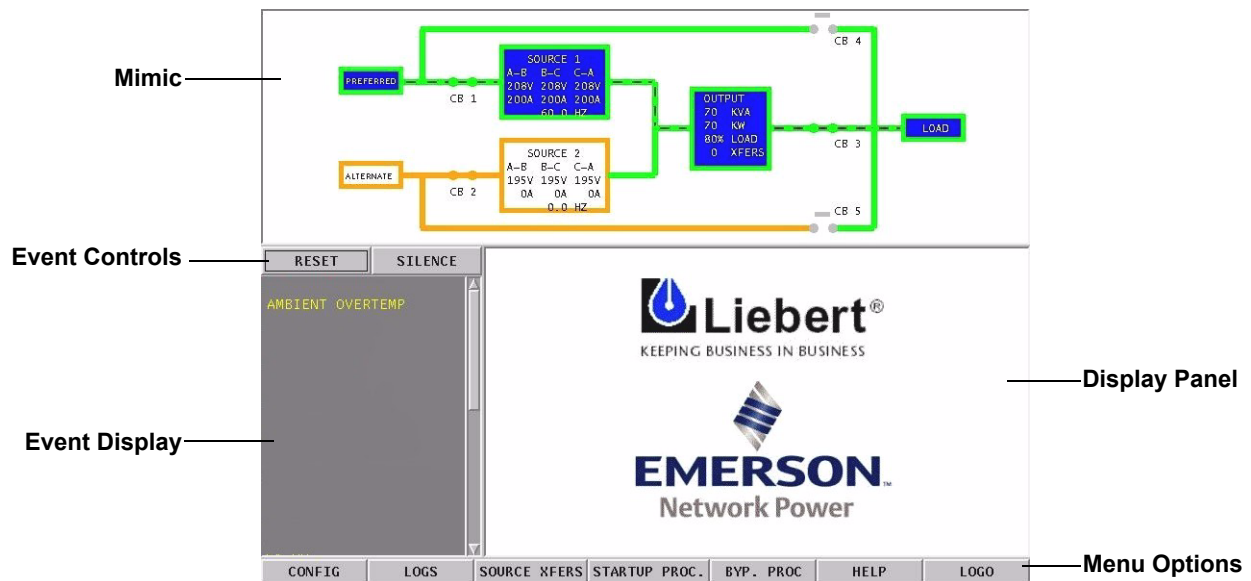 Mimic
PREFERRED
CB 1
SOURCE 1
A-B B-C C-A
208V 208V 208V
200A 200A 200A
60.0 HZ
CB 4
OUTPUT
70 KVA
70 KW
80% LOAD
0 XFERS
CB 3
LOAD
ALTERNATE
CB 2
SOURCE 2
A-B B-C C-A
195V 195V 195V
0A 0A 0A
0.0 HZ
CB 5
Event Controls
RESET SILENCE
AMBIENT OVERTEMP
Event Display
Liebert®
KEEPING BUSINESS IN BUSINESS
EMERSON™
Network Power
Display Panel
CONFIG LOGS SOURCE XFERS STARTUP PROC. BYP. PROC HELP LOGO
Menu Options